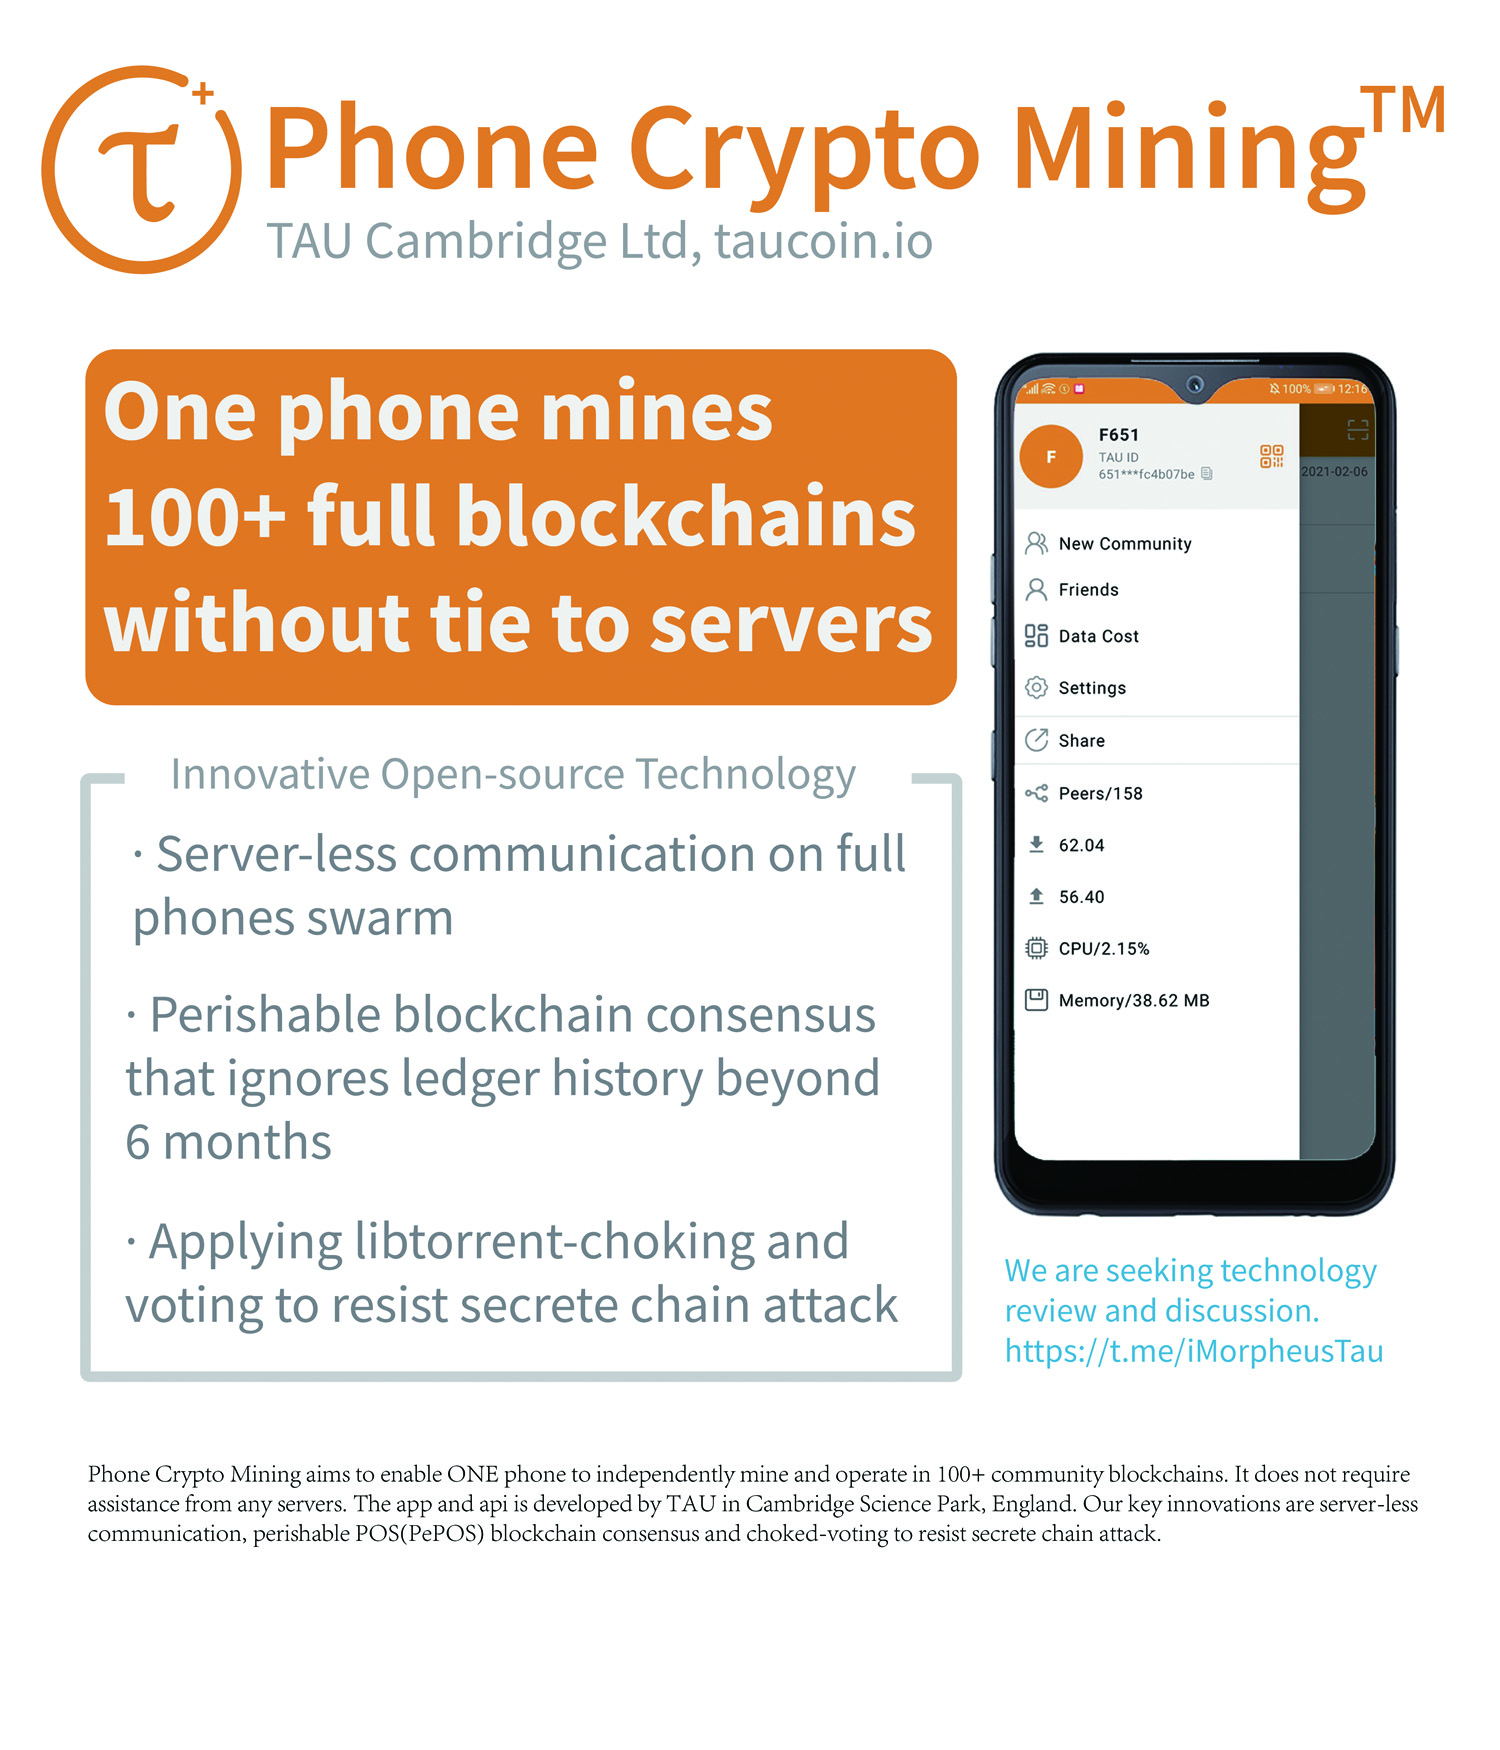 τ+
Phone Crypto Mining™
TAU Cambridge Ltd, taucoin.io
One phone mines
100+ full blockchains
without tie to servers
Innovative Open-source Technology
· Server-less communication on full
phones swarm
· Perishable blockchain consensus
that ignores ledger history beyond
6 months
· Applying libtorrent-choking and
voting to resist secrete chain attack
100% 12:16
F
F651
TAU ID
651***fc4b07be
2021-02-06
New Community
Friends
Data Cost
Settings
Share
Peers/158
62.04
56.40
CPU/2.15%
Memory/38.62 MB
We are seeking technology
review and discussion.
https://t.me/iMorpheusTau
Phone Crypto Mining aims to enable ONE phone to independently mine and operate in 100+ community blockchains. It does not require
assistance from any servers. The app and api is developed by TAU in Cambridge Science Park, England. Our key innovations are server-less
communication, perishable POS(PePOS) blockchain consensus and choked-voting to resist secrete chain attack.